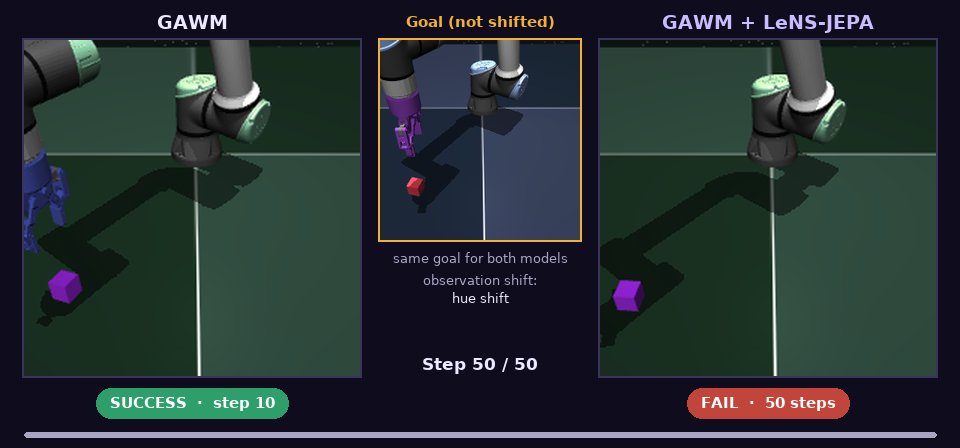 GAWM
Goal (not shifted)
GAWM + LeNS-JEPA
same goal for both models
observation shift:
hue shift
Step 50 / 50
SUCCESS · step 10
FAIL · 50 steps